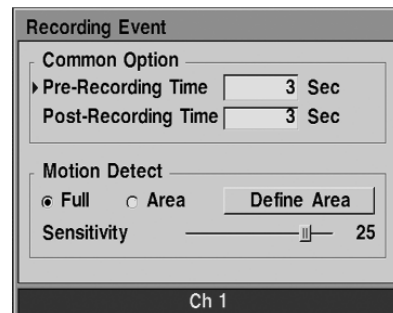 Recording Event
Common Option
Pre-Recording Time 3 Sec
Post-Recording Time 3 Sec
Motion Detect
Full Area Define Area
Sensitivity 25
Ch 1